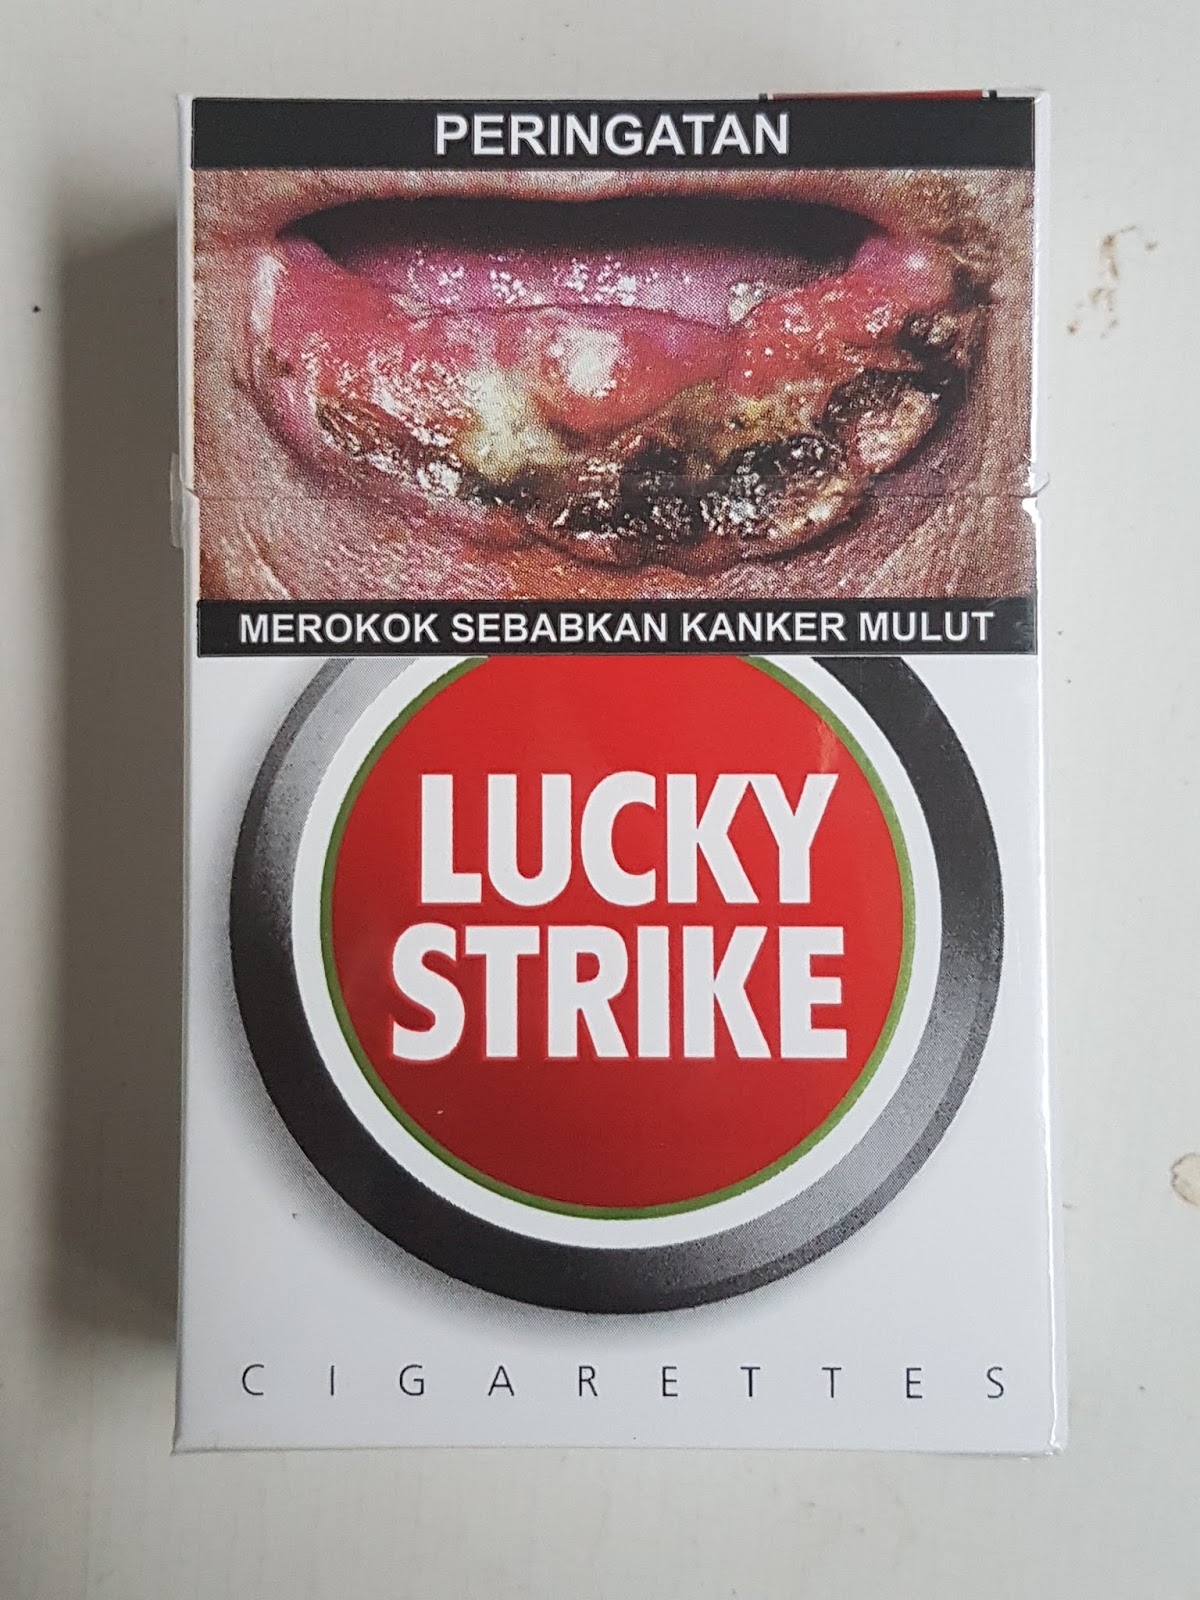 PERINGATAN
MEROKOK SEBABKAN KANKER MULUT
LUCKY
STRIKE
CIGARETTES